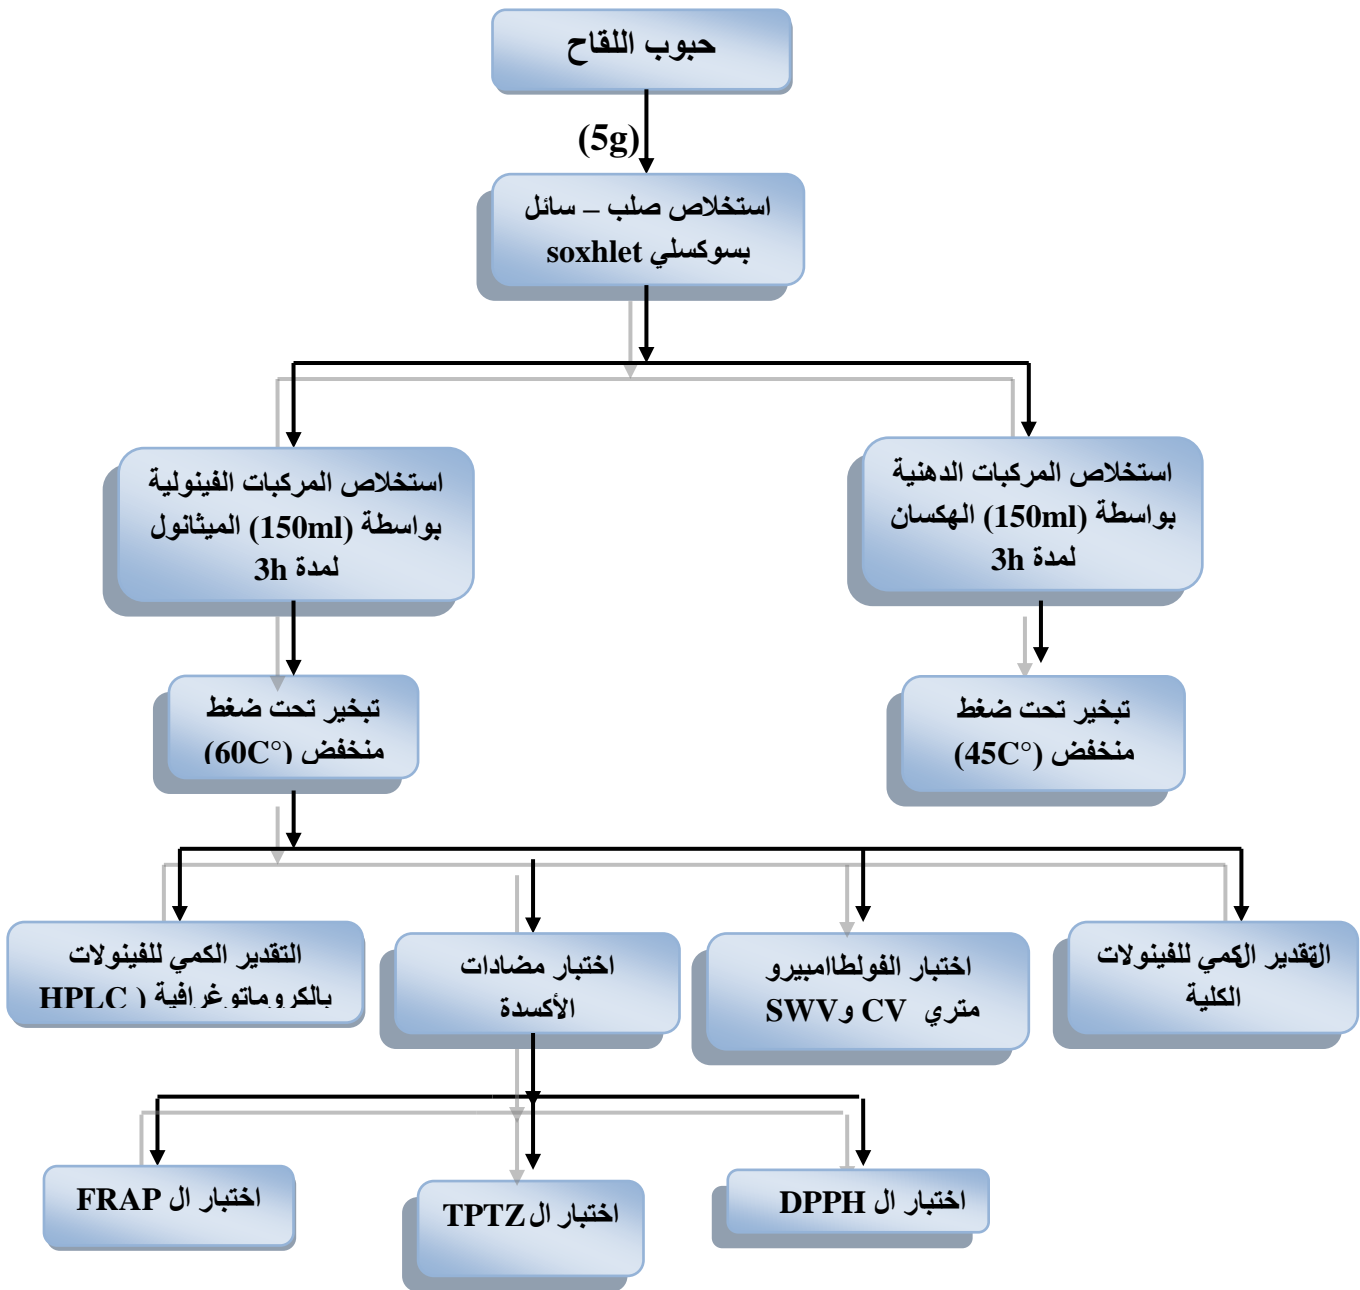 حبوب اللقاح
(5g)
استخلاص صلب – سائل
بسوكسلي soxhlet
استخلاص المركبات الدهنية
بواسطة (150ml) الهكسان
لمدة 3h
استخلاص المركبات الفينولية
بواسطة (150ml) الميثانول
لمدة 3h
تبخير تحت ضغط
منخفض (45C°)
تبخير تحت ضغط
منخفض (60C°)
التقدير الكمي للفينولات
الكلية
اختبار الفولطاامبيرو
متري CV وSWV
اختبار مضادات
الأكسدة
التقدير الكمي للفينولات
بالكروماتوغرافية ( HPLC
اختبار ال DPPH
اختبار ال TPTZ
اختبار ال FRAP